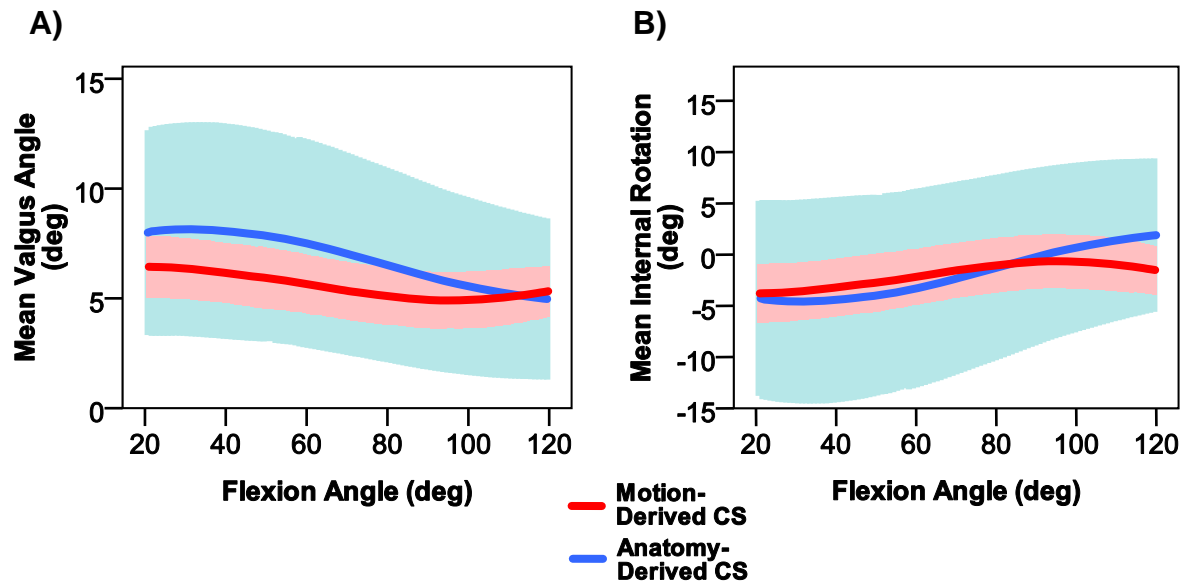 A)
B)
Mean Valgus Angle
(deg)
15
10
5
0
20 40 60 80 100 120
Flexion Angle (deg)
Mean Internal Rotation
(deg)
15
10
5
0
-5
-10
-15
20 40 60 80 100 120
Flexion Angle (deg)
Motion-
Derived CS
Anatomy-
Derived CS